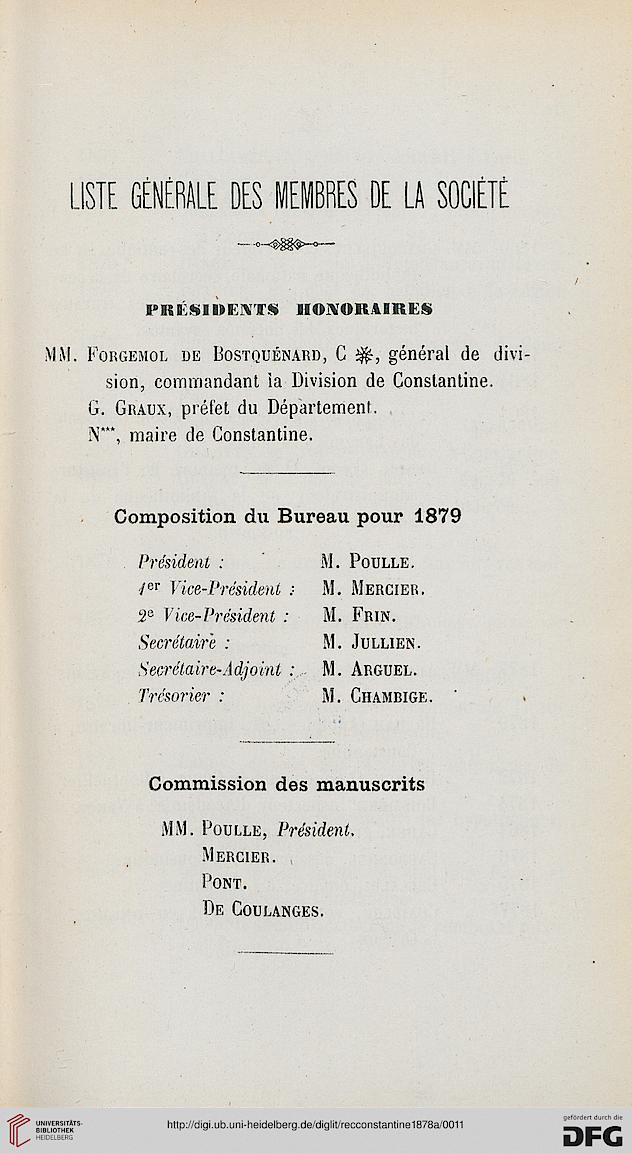 LISTE GÉNÉRALE DES MEMBRES DE LA SOCIÉTÉ
PRÉSIDENTS HONORAIRES
MM. FORGEMOL DE BOSTQUÉNARD, C ❋, général de divi-
sion, commandant la Division de Constantine.
G. GRAUX, préfet du Département.
N***, maire de Constantine.
Composition du Bureau pour 1879
Président : M. POULLE.
1er Vice-Président : M. MERCIER.
2e Vice-Président : M. FRIN.
Secrétaire : M. JULLIEN.
Secrétaire-Adjoint : M. ARGUEL.
Trésorier : M. CHAMBIGE.
Commission des manuscrits
MM. POULLE, Président.
MERCIER.
PONT.
DE COULANGES.
UNIVERSITÄTS-
BIBLIOTHEK
HEIDELBERG
http://digi.ub.uni-heidelberg.de/diglit/recconstantine1878a/0011
gefördert durch die
DFG